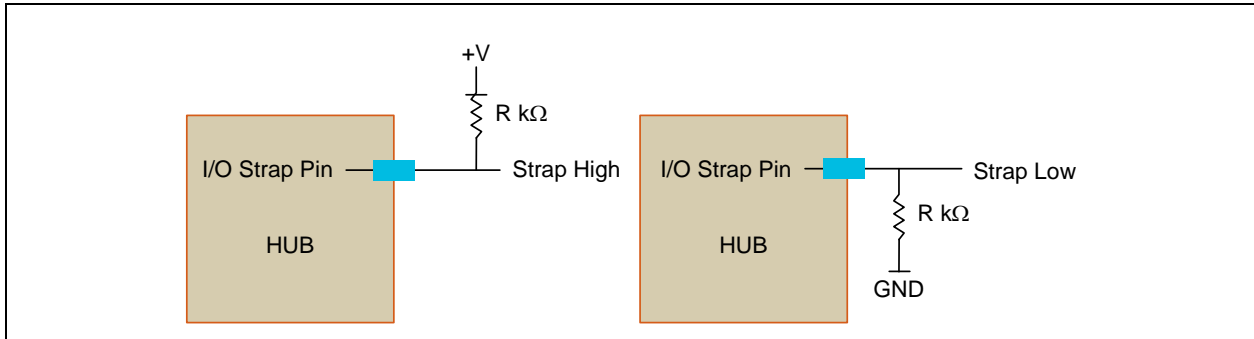 +V
R kΩ
I/O Strap Pin
Strap High
HUB
I/O Strap Pin
Strap Low
R kΩ
HUB
GND